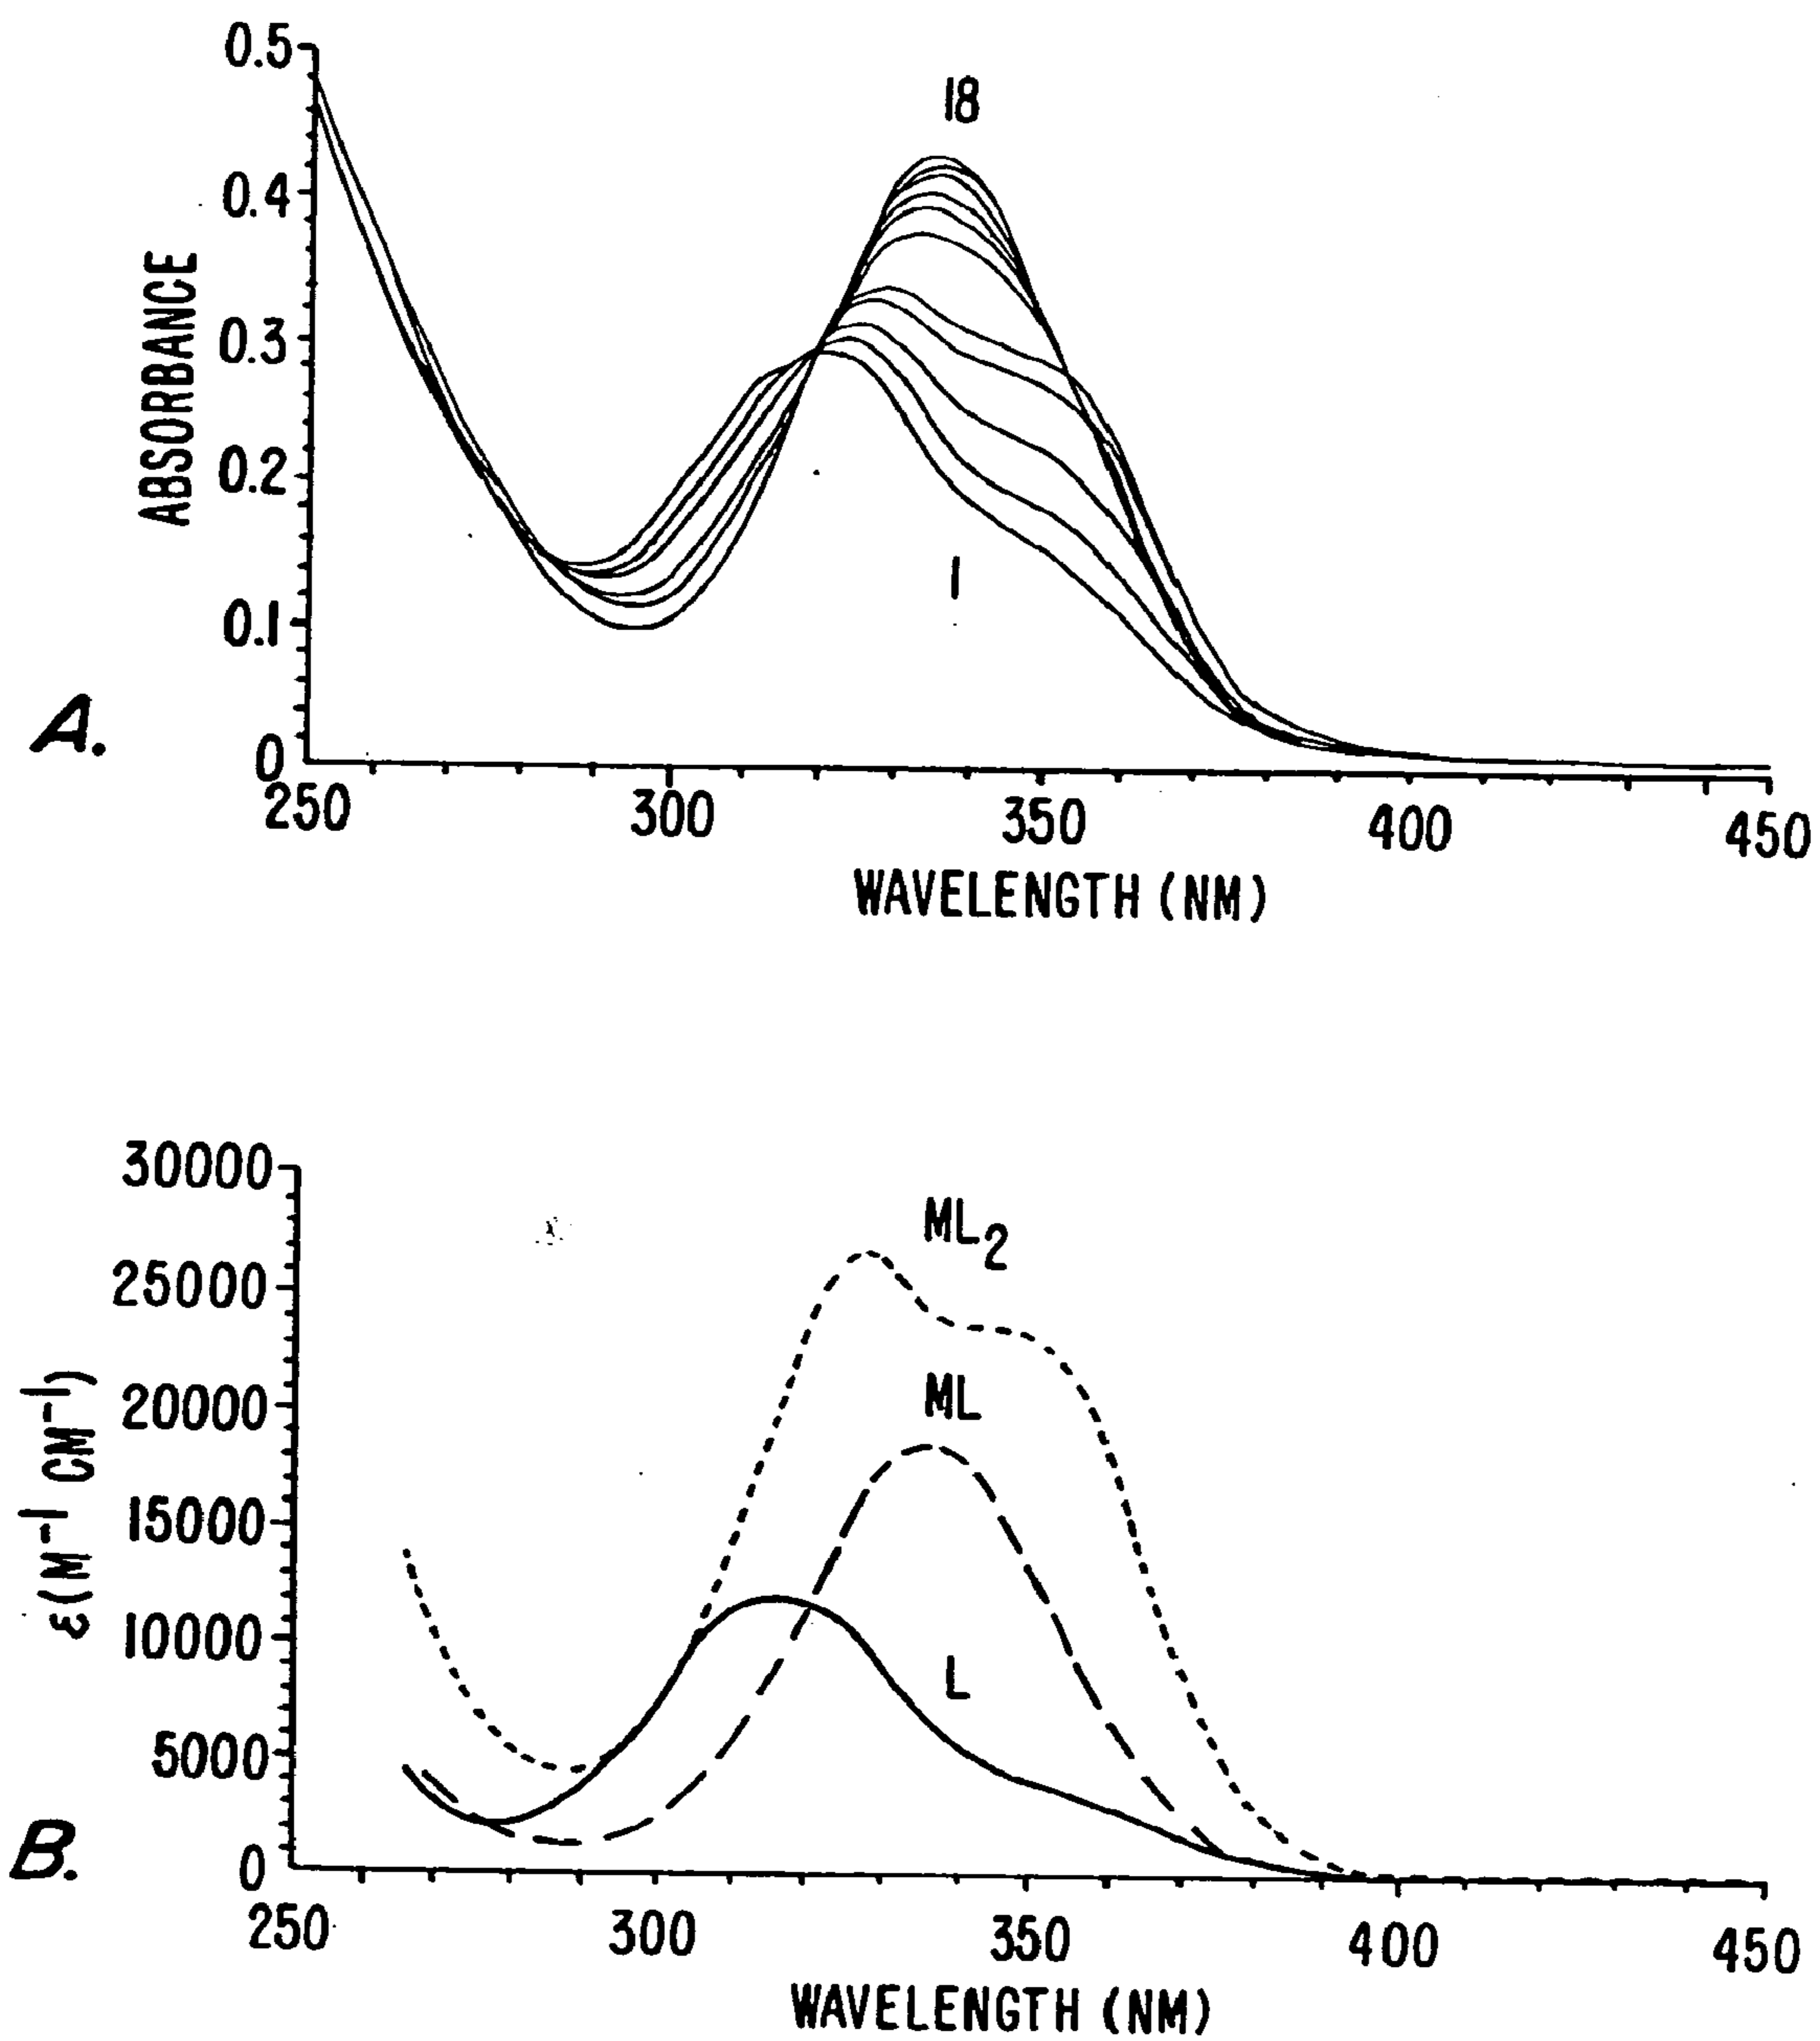 0.5
0.4
0.3
0.2
0.1
0
ABSORBANCE
18
1
A.
250 300 350 400 450
WAVELENGTH (NM)
30000
25000
20000
15000
10000
5000
0
ε (M-1 CM-1)
ML2
ML
L
B.
250 300 350 400 450
WAVELENGTH (NM)